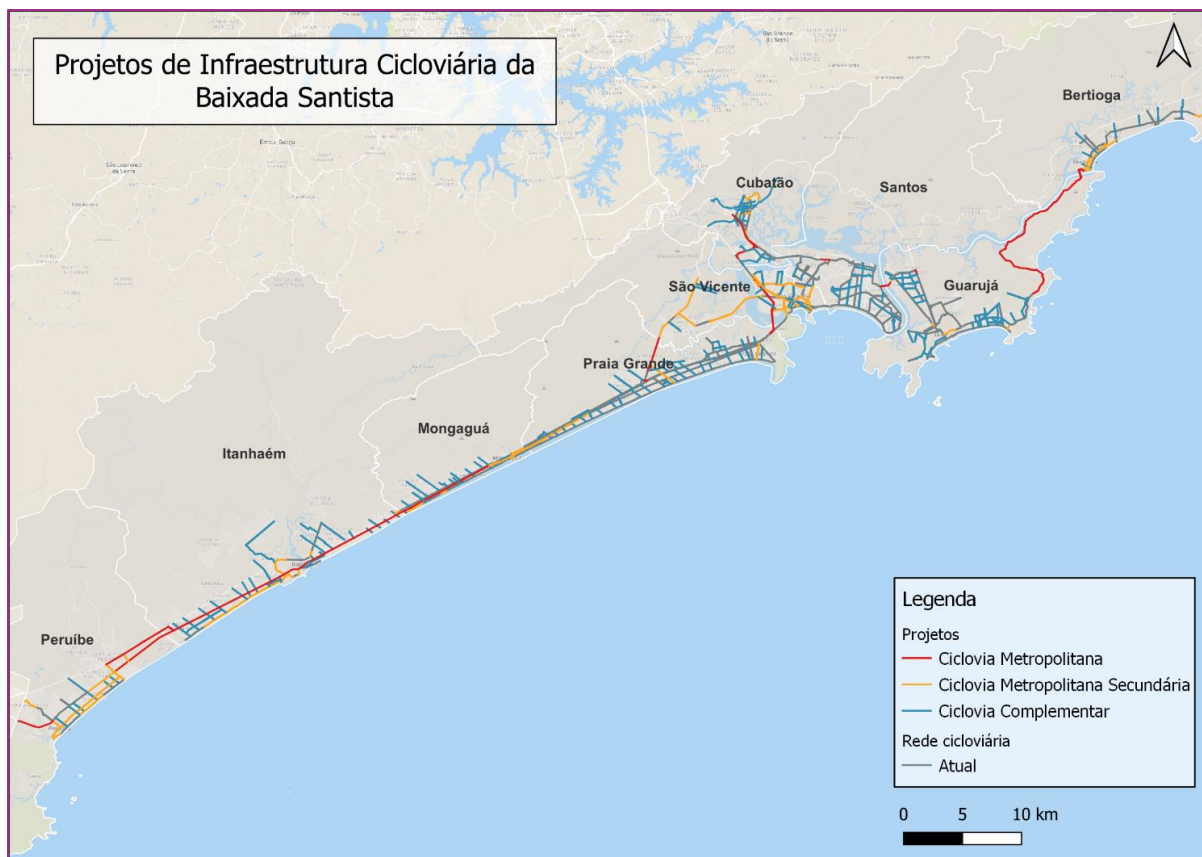 Projetos de Infraestrutura Cicloviária da
Baixada Santista
Bertioga
Cubatão
Santos
São Vicente
Guarujá
Praia Grande
Mongaguá
Itanhaém
Peruíbe
Legenda
Projetos
Ciclovia Metropolitana
Ciclovia Metropolitana Secundária
Ciclovia Complementar
Rede cicloviária
Atual
0 5 10 km